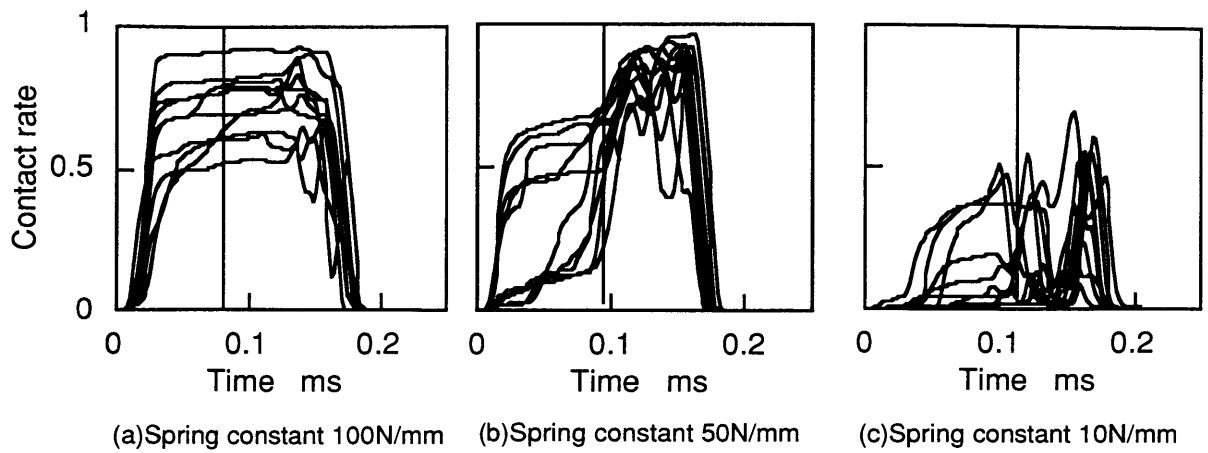 1
0.5
0
Contact rate
0 0.1 0.2
Time ms
(a)Spring constant 100N/mm
0 0.1 0.2
Time ms
(b)Spring constant 50N/mm
0 0.1 0.2
Time ms
(c)Spring constant 10N/mm